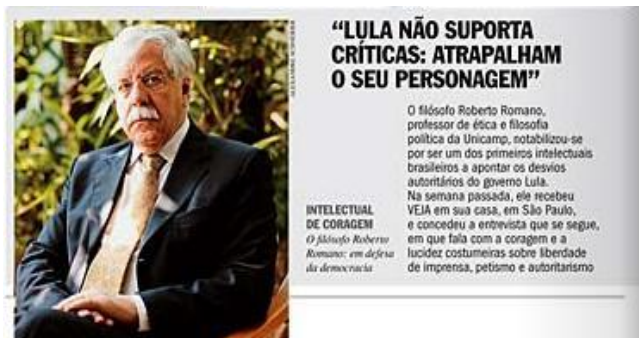 “LULA NÃO SUPORTA
CRÍTICAS: ATRAPALHAM
O SEU PERSONAGEM”
O filósofo Roberto Romano,
professor de ética e filosofia
política da Unicamp, notabilizou-se
por ser um dos primeiros intelectuais
brasileiros a apontar os desvios
autoritários do governo Lula.
Na semana passada, ele recebeu
VEJA em sua casa, em São Paulo,
e concedeu a entrevista que se segue,
em que fala com a coragem e a
lucidez costumeiras sobre liberdade
de imprensa, petismo e autoritarismo
INTELECTUAL
DE CORAGEM
O filósofo Roberto
Romano: em defesa
da democracia